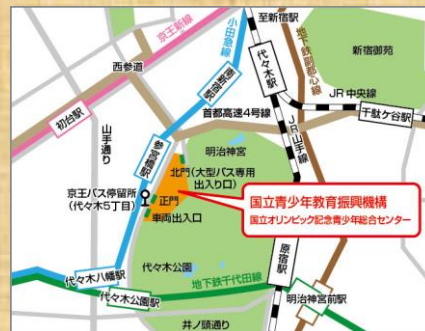 至新宿駅
京王新線
小田急線
南新宿駅
代々木駅
地下鉄副都心線
新宿御苑
西参道
初台駅
首都高速4号線
JR中央線
千駄ケ谷駅
山手通り
参宮橋駅
明治神宮
JR山手線
北門(大型バス専用
出入り口)
京王バス停留所
(代々木5丁目)
正門
車両出入口
国立青少年教育振興機構
国立オリンピック記念青少年総合センター
原宿駅
代々木八幡駅
代々木公園
地下鉄千代田線
代々木公園駅
明治神宮前駅
井ノ頭通り